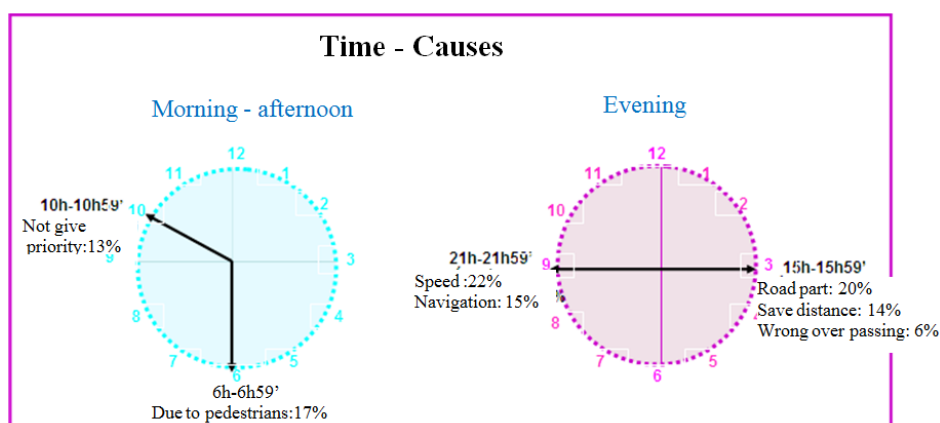 Time - Causes
Morning - afternoon
12
1
2
3
4
5
6
7
8
9
10
11
10h-10h59'
Not give
priority:13%
6h-6h59'
Due to pedestrians:17%
Evening
12
1
2
3
4
5
6
7
8
9
10
11
21h-21h59'
Speed :22%
Navigation: 15%
15h-15h59'
Road part: 20%
Save distance: 14%
Wrong over passing: 6%